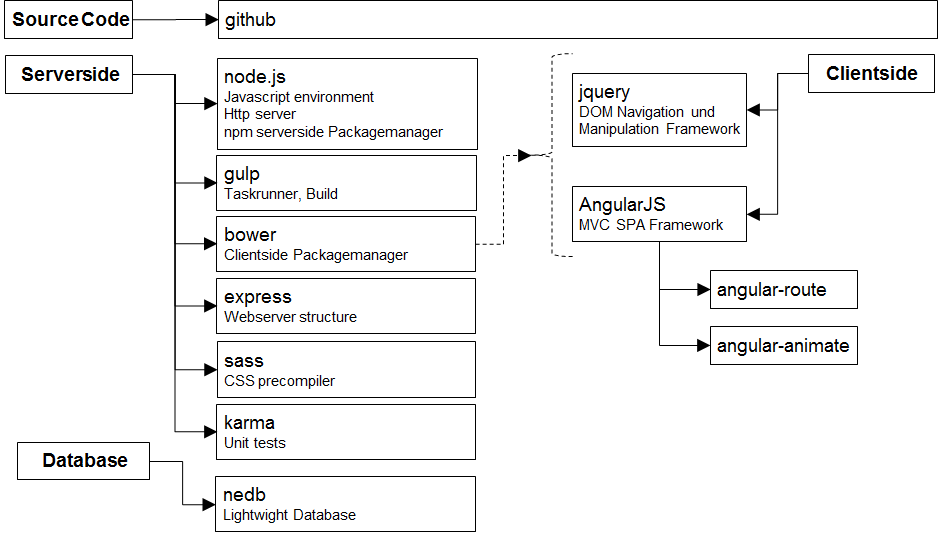 SourceCode
github
Serverside
node.js
Javascript environment
Http server
npm serverside Packagemanager
gulp
Taskrunner, Build
bower
Clientside Packagemanager
express
Webserver structure
sass
CSS precompiler
karma
Unit tests
Database
nedb
Lightwight Database
Clientside
jquery
DOM Navigation und
Manipulation Framework
AngularJS
MVC SPA Framework
angular-route
angular-animate